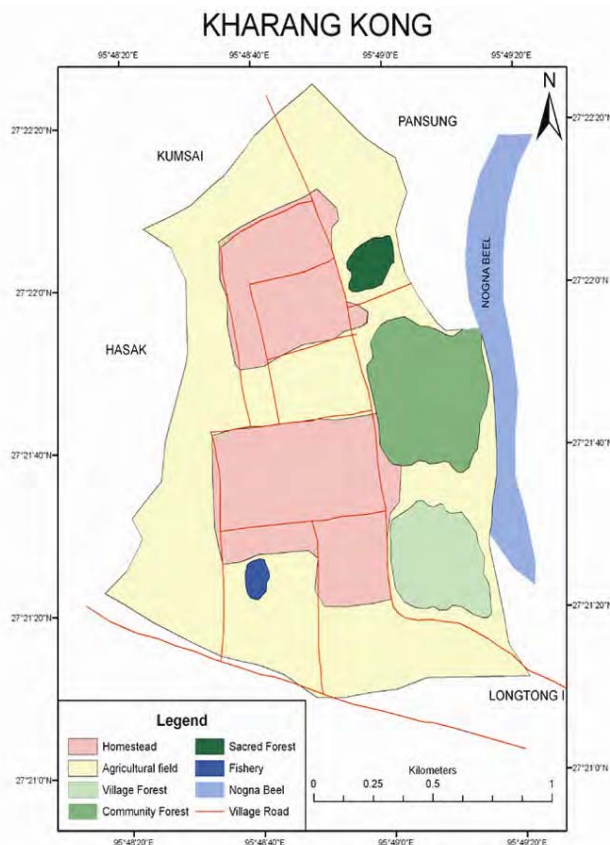 KHARANG KONG
95°48'20"E 95°48'40"E 95°49'0"E 95°49'20"E
N
27°22'20"N 27°22'20"N
PANSUNG
KUMSAI
NOGNA BEEL
27°22'0"N 27°22'0"N
HASAK
27°21'40"N 27°21'40"N
27°21'20"N 27°21'20"N
LONGTONG I
Legend
Homestead
Agricultural field
Village Forest
Community Forest
Sacred Forest
Fishery
Nogna Beel
Village Road
Kilometers
0 0.25 0.5 1
27°21'0"N 27°21'0"N
95°48'20"E 95°48'40"E 95°49'0"E 95°49'20"E